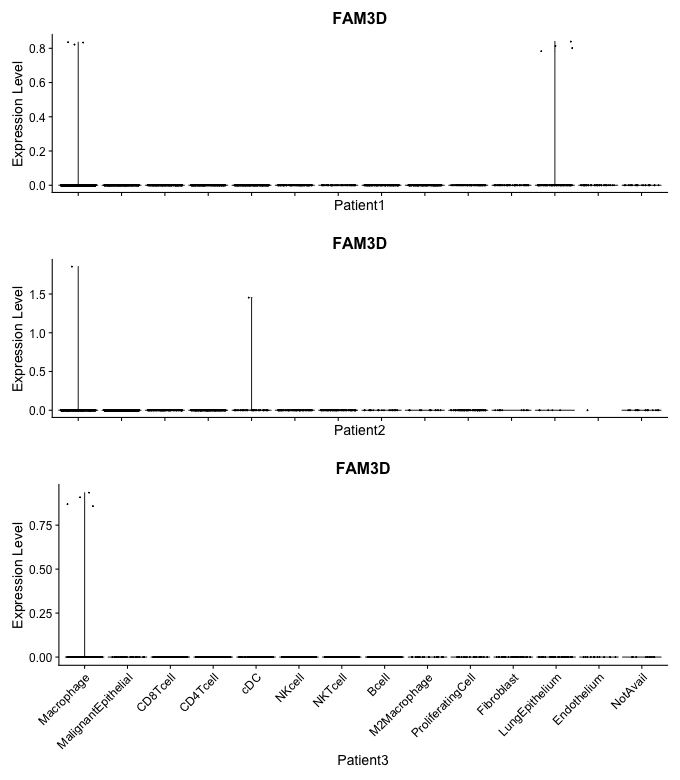 FAM3D
Expression Level
0.8
0.6
0.4
0.2
0.0
Patient1
FAM3D
Expression Level
1.5
1.0
0.5
0.0
Patient2
FAM3D
Expression Level
0.75
0.50
0.25
0.00
Macrophage
MalignantEpithelial
CD8Tcell
CD4Tcell
cDC
NKcell
NKTcell
Bcell
M2Macrophage
ProliferatingCell
Fibroblast
LungEpithelium
Endothelium
NotAvail
Patient3